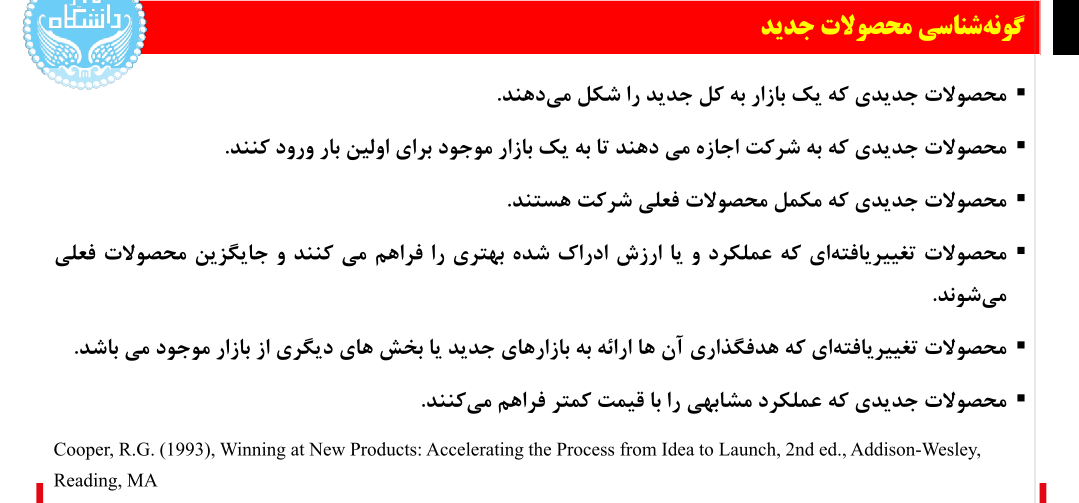 دانشگاه
گونه‌شناسی محصولات جدید
▪ محصولات جدیدی که یک بازار به کل جدید را شکل می‌دهند.
▪ محصولات جدیدی که به شرکت اجازه می دهند تا به یک بازار موجود برای اولین بار ورود کنند.
▪ محصولات جدیدی که مکمل محصولات فعلی شرکت هستند.
▪ محصولات تغییریافته‌ای که عملکرد و یا ارزش ادراک شده بهتری را فراهم می کنند و جایگزین محصولات فعلی
می‌شوند.
▪ محصولات تغییریافته‌ای که هدفگذاری آن ها ارائه به بازارهای جدید یا بخش های دیگری از بازار موجود می باشد.
▪ محصولات جدیدی که عملکرد مشابهی را با قیمت کمتر فراهم می‌کنند.
Cooper, R.G. (1993), Winning at New Products: Accelerating the Process from Idea to Launch, 2nd ed., Addison-Wesley,
Reading, MA